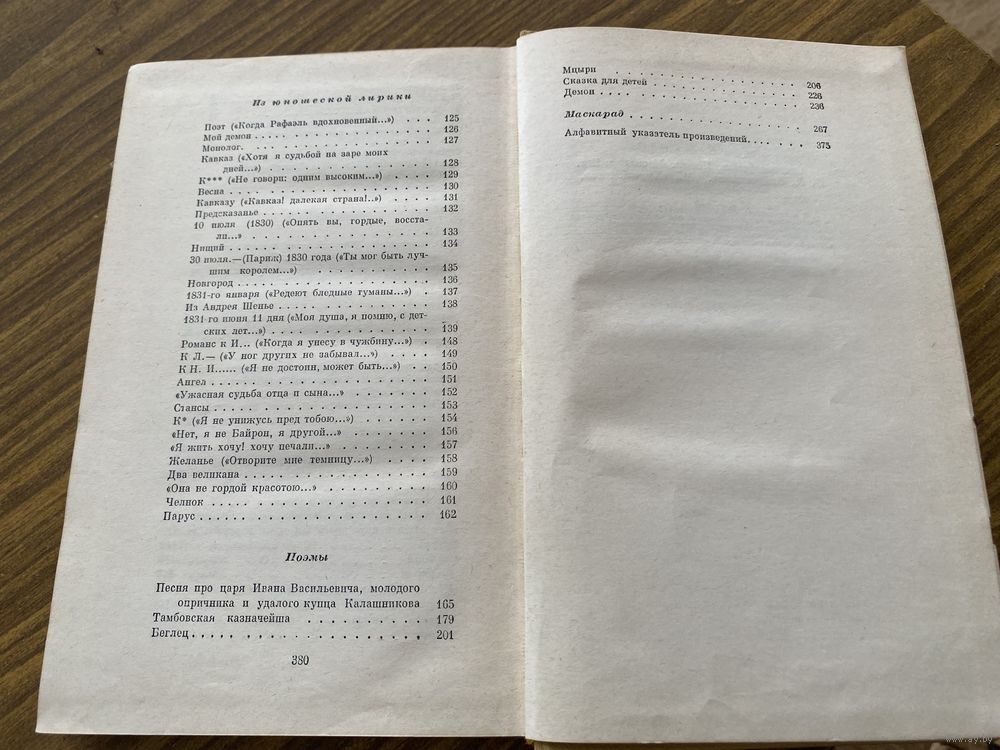 Из юношеской лирики
Поэт («Когда Рафаэль вдохновенный...») . . . 125
Мой демон . . . . . . . . . . . . . . . . 126
Монолог. . . . . . . . . . . . . . . . . 127
Кавказ («Хотя я судьбой на заре моих
дней...») . . . . . . . . . . . . . . 128
К*** («Не говори: одним высоким...») . . . . 129
Весна . . . . . . . . . . . . . . . . . . 130
Кавказу («Кавказ! далекая страна!..») . . . . 131
Предсказанье . . . . . . . . . . . . . . . 132
10 июля (1830) («Опять вы, гордые, восста-
ли...» . . . . . . . . . . . . . . . 133
Нищий . . . . . . . . . . . . . . . . . . 134
30 июля.—(Париж) 1830 года («Ты мог быть луч-
шим королем...») . . . . . . . . . 135
Новгород . . . . . . . . . . . . . . . . . 136
1831-го января («Редеют бледные туманы...») . 137
Из Андрея Шенье . . . . . . . . . . . . . 138
1831-го июня 11 дня («Моя душа, я помню, с дет-
ских лет...») . . . . . . . . . . . . 139
Романс к И... («Когда я унесу в чужбину...») . 148
К Л.— («У ног других не забывал...») . . . . 149
К Н. И...... («Я не достоин, может быть...») . . 150
Ангел . . . . . . . . . . . . . . . . . . 151
«Ужасная судьба отца и сына...» . . . . . . 152
Стансы . . . . . . . . . . . . . . . . . . 153
К* («Я не унижусь пред тобою...») . . . . . 154
«Нет, я не Байрон, я другой...» . . . . . . . 156
«Я жить хочу! хочу печали...» . . . . . . . 157
Желанье («Отворите мне темницу...») . . . . 158
Два великана . . . . . . . . . . . . . . . 159
«Она не гордой красотою...» . . . . . . . . 160
Челнок . . . . . . . . . . . . . . . . . . 161
Парус . . . . . . . . . . . . . . . . . . . 162
Поэмы
Песня про царя Ивана Васильевича, молодого
опричника и удалого купца Калашникова 165
Тамбовская казначейша . . . . . . . . . . 179
Беглец . . . . . . . . . . . . . . . . . . 201
380
Мцыри . . . . . . . . . . . . . . . . 206
Сказка для детей . . . . . . . . . . . . 226
Демон . . . . . . . . . . . . . . . . 236
Маскарад . . . . . . . . . . . . . . . 267
Алфавитный указатель произведений. . . . . . . 375
www.ay.by